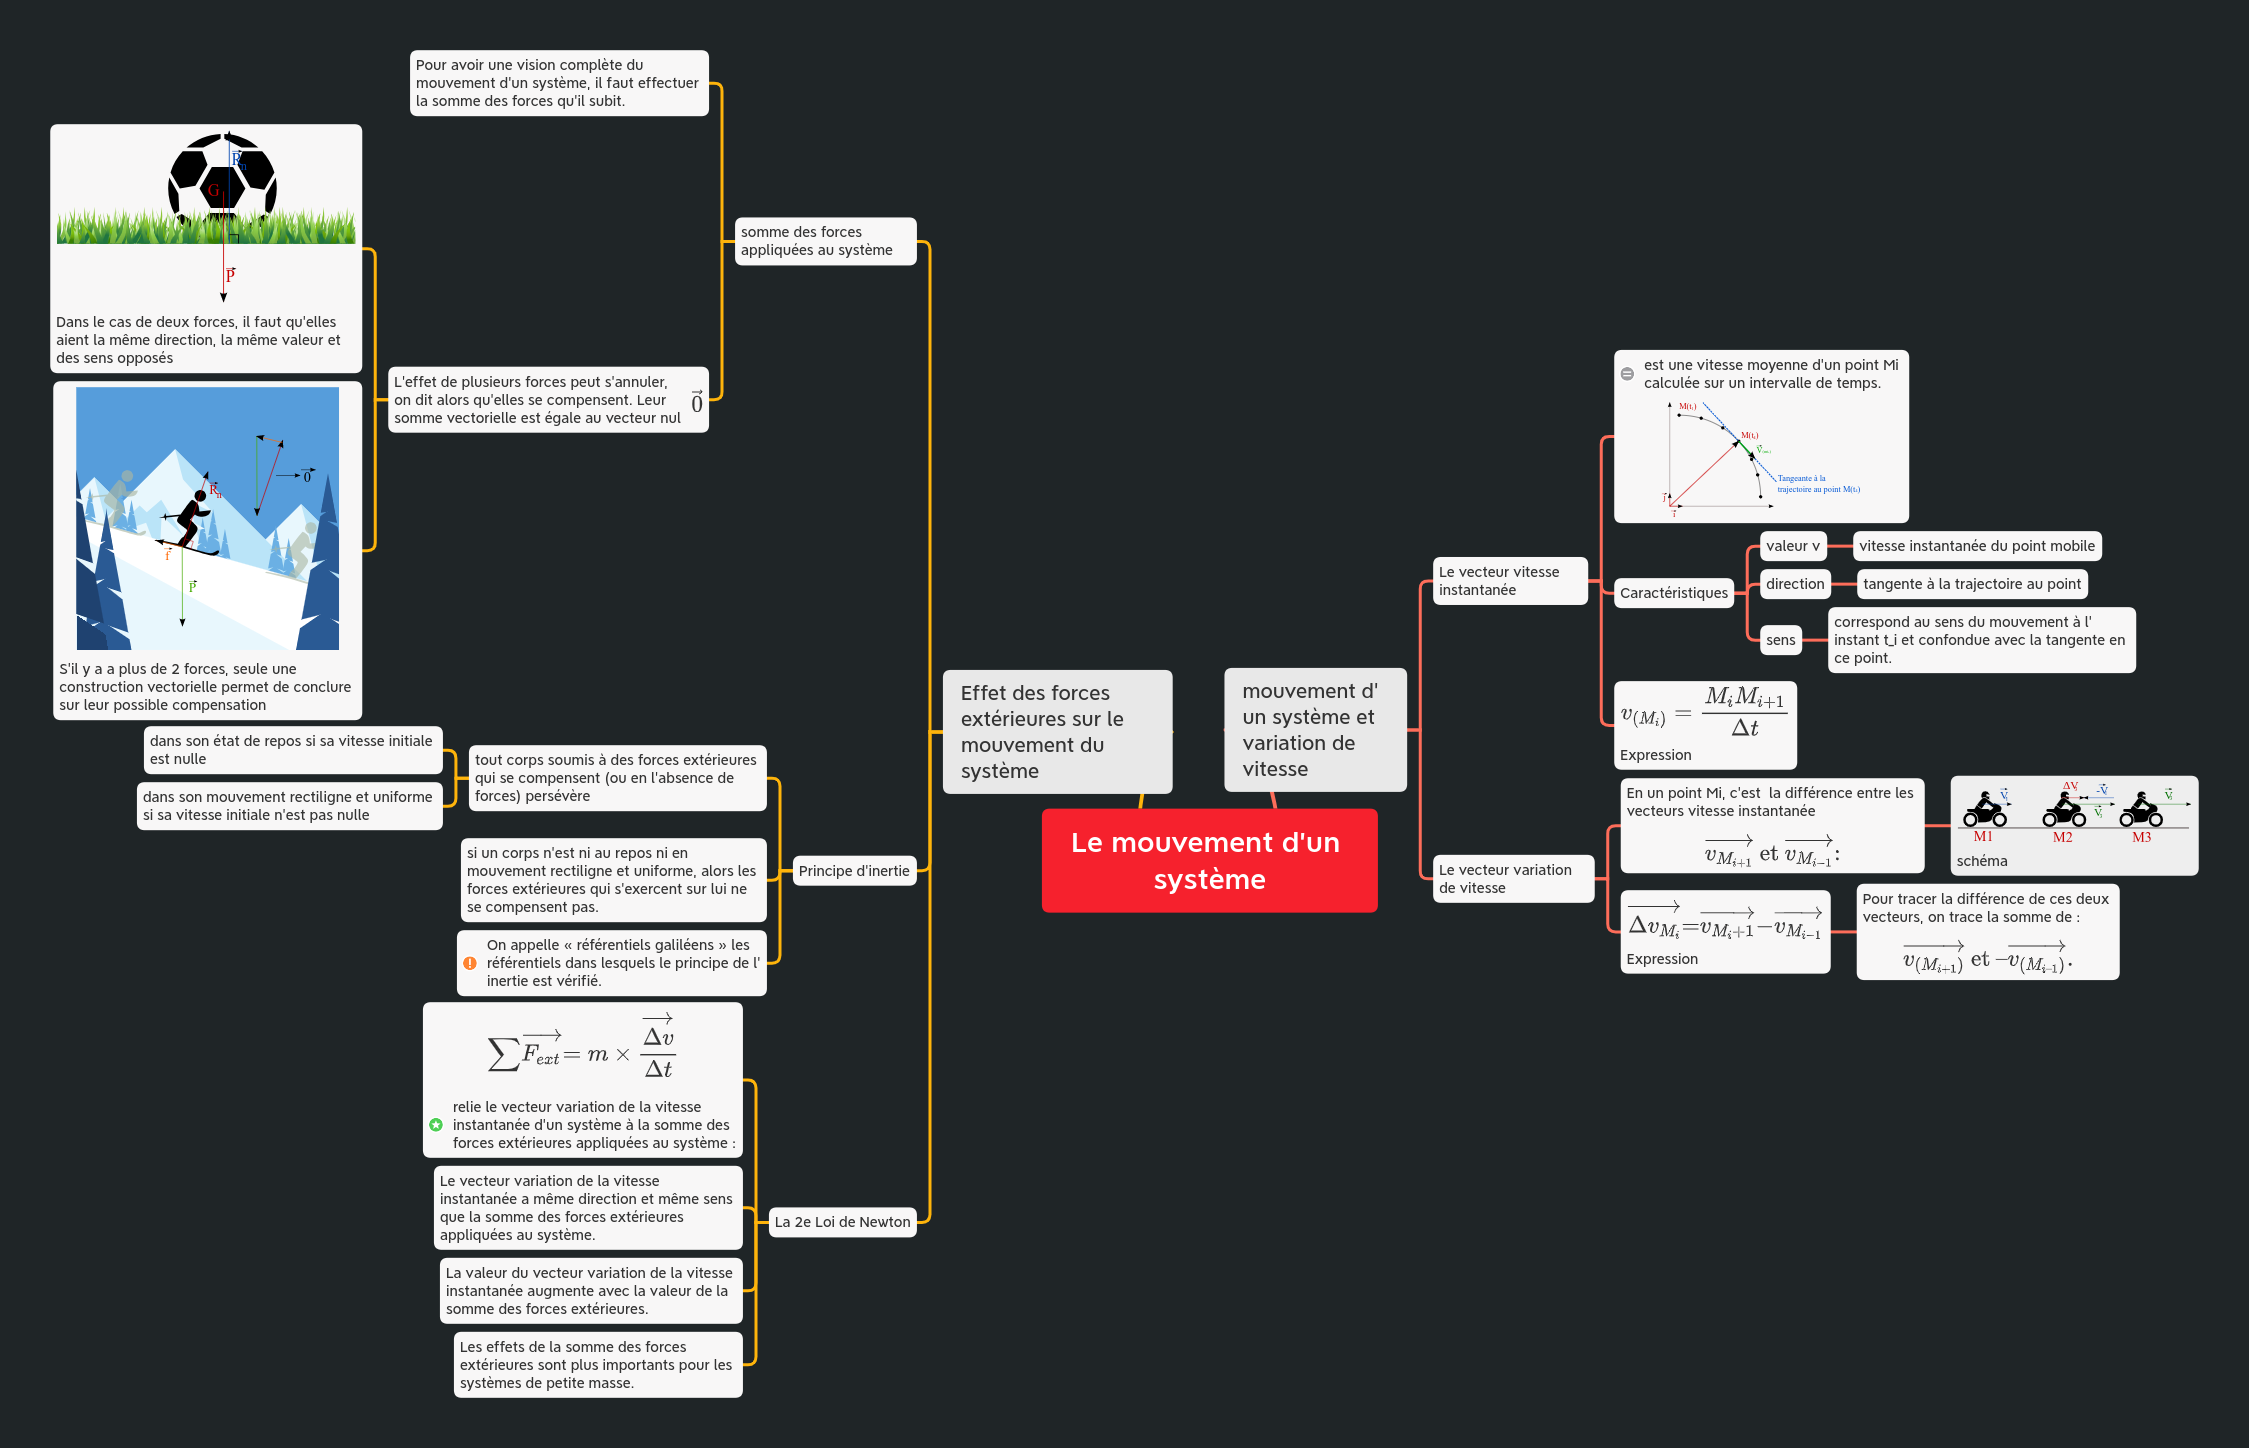 Le mouvement d'un
système
Effet des forces
extérieures sur le
mouvement du
système
somme des forces
appliquées au système
Pour avoir une vision complète du
mouvement d'un système, il faut effectuer
la somme des forces qu'il subit.
L'effet de plusieurs forces peut s'annuler,
on dit alors qu'elles se compensent. Leur
somme vectorielle est égale au vecteur nul
\vec{0}
R_n
G
P
Dans le cas de deux forces, il faut qu'elles
aient la même direction, la même valeur et
des sens opposés
0
R_n
f
P
S'il y a a plus de 2 forces, seule une
construction vectorielle permet de conclure
sur leur possible compensation
Principe d'inertie
tout corps soumis à des forces extérieures
qui se compensent (ou en l'absence de
forces) persévère
dans son état de repos si sa vitesse initiale
est nulle
dans son mouvement rectiligne et uniforme
si sa vitesse initiale n'est pas nulle
si un corps n'est ni au repos ni en
mouvement rectiligne et uniforme, alors les
forces extérieures qui s'exercent sur lui ne
se compensent pas.
On appelle « référentiels galiléens » les
référentiels dans lesquels le principe de l'
inertie est vérifié.
La 2e Loi de Newton
\sum \overrightarrow{F_{ext}} = m \times \frac{\overrightarrow{\Delta v}}{\Delta t}
relie le vecteur variation de la vitesse
instantanée d'un système à la somme des
forces extérieures appliquées au système :
Le vecteur variation de la vitesse
instantanée a même direction et même sens
que la somme des forces extérieures
appliquées au système.
La valeur du vecteur variation de la vitesse
instantanée augmente avec la valeur de la
somme des forces extérieures.
Les effets de la somme des forces
extérieures sont plus importants pour les
systèmes de petite masse.
mouvement d'
un système et
variation de
vitesse
Le vecteur vitesse
instantanée
est une vitesse moyenne d'un point Mi
calculée sur un intervalle de temps.
Tangeante à la
trajectoire au point M(t₁)
j
i
Caractéristiques
valeur v
vitesse instantanée du point mobile
direction
tangente à la trajectoire au point
sens
correspond au sens du mouvement à l'
instant t_i et confondue avec la tangente en
ce point.
v_{(M_i)} = \frac{M_i M_{i+1}}{\Delta t}
Expression
Le vecteur variation
de vitesse
En un point Mi, c'est  la différence entre les
vecteurs vitesse instantanée
\overrightarrow{v_{M_{i+1}}} et \overrightarrow{v_{M_{i-1}}}:
M1
M2
M3
schéma
\overrightarrow{\Delta v_{M_i}} = \overrightarrow{v_{M_i+1}} - \overrightarrow{v_{M_{i-1}}}
Expression
Pour tracer la différence de ces deux
vecteurs, on trace la somme de :
\overrightarrow{v_{(M_{i+1})}} et -\overrightarrow{v_{(M_{i-1})}}.